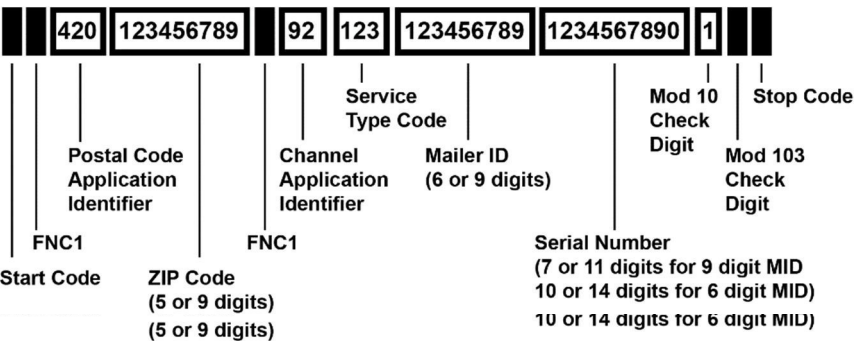 420 123456789 92 123 123456789 1234567890 1
Service
Type Code
Mod 10
Check
Digit
Stop Code
Postal Code
Application
Identifier
Channel
Application
Identifier
Mailer ID
(6 or 9 digits)
Mod 103
Check
Digit
FNC1
FNC1
Start Code
ZIP Code
(5 or 9 digits)
(5 or 9 digits)
Serial Number
(7 or 11 digits for 9 digit MID
10 or 14 digits for 6 digit MID)
10 or 14 digits for 6 digit MID)